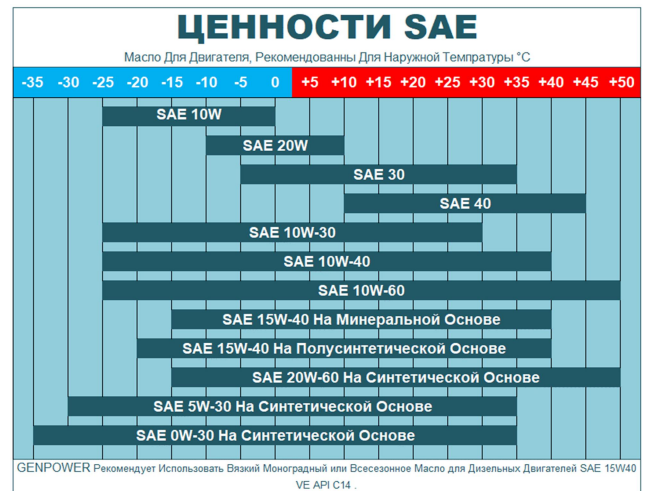 ЦЕННОСТИ SAE
Масло Для Двигателя, Рекомендованны Для Наружной Темпратуры °C
-35 -30 -25 -20 -15 -10 -5 0 +5 +10 +15 +20 +25 +30 +35 +40 +45 +50
SAE 10W
SAE 20W
SAE 30
SAE 40
SAE 10W-30
SAE 10W-40
SAE 10W-60
SAE 15W-40 На Минеральной Основе
SAE 15W-40 На Полусинтетической Основе
SAE 20W-60 На Синтетической Основе
SAE 5W-30 На Синтетической Основе
SAE 0W-30 На Синтетической Основе
GENPOWER Рекомендует Использовать Вязкий Моноградный или Всесезонное Масло для Дизельных Двигателей SAE 15W40
VE API C14 .